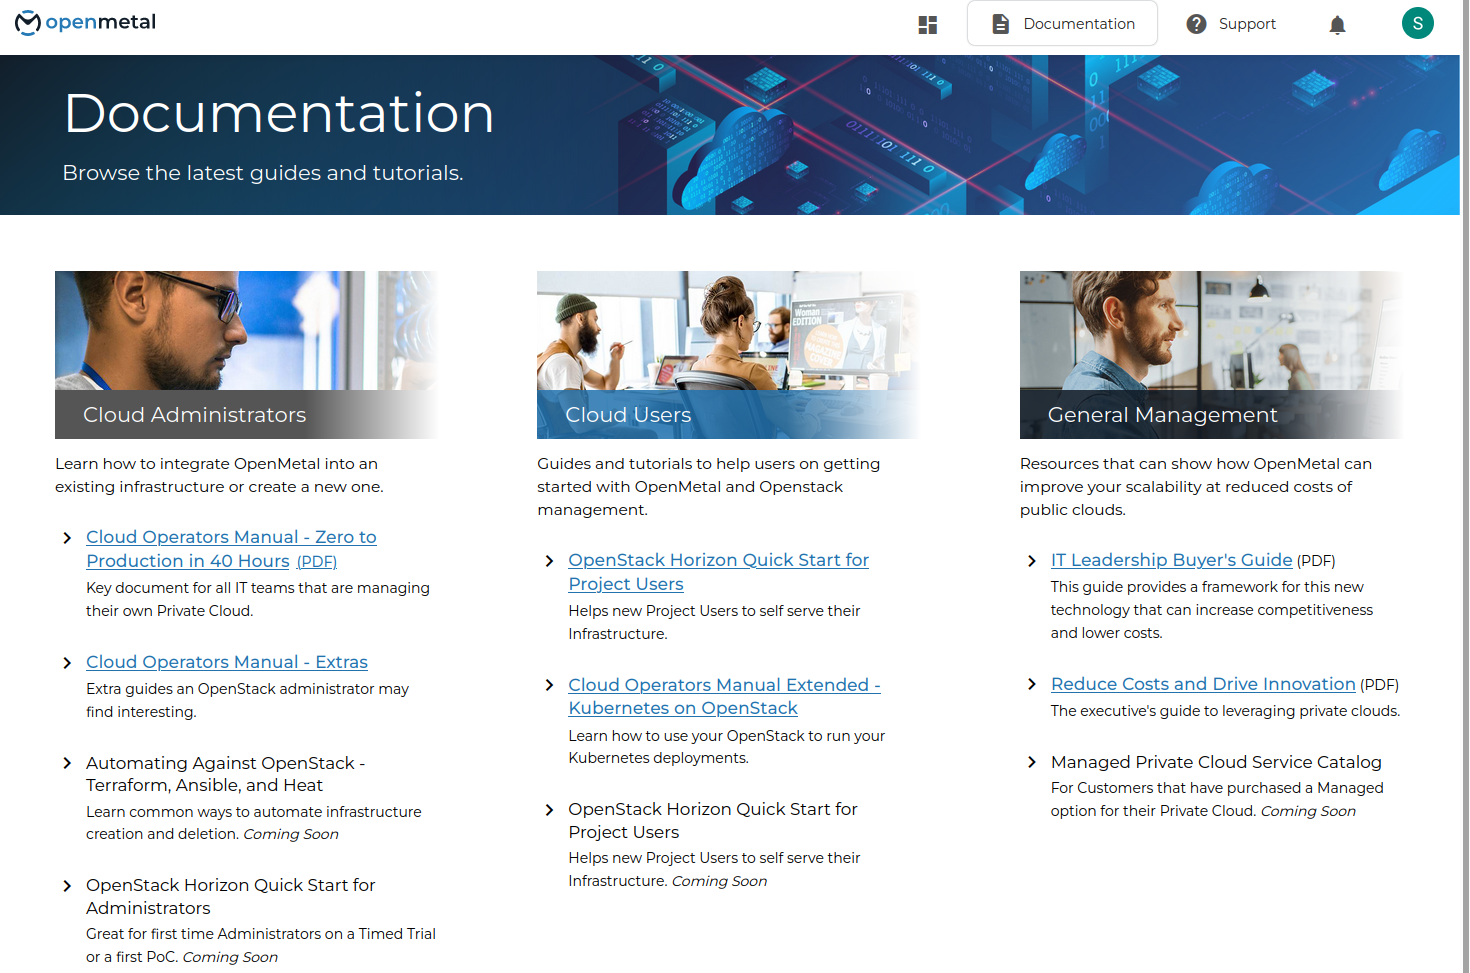 openmetal
Documentation
Support
S
Documentation
Browse the latest guides and tutorials.
Woman
EDITION
Cloud Administrators
Learn how to integrate OpenMetal into an
existing infrastructure or create a new one.
Cloud Operators Manual - Zero to
Production in 40 Hours (PDF)
Key document for all IT teams that are managing
their own Private Cloud.
Cloud Operators Manual - Extras
Extra guides an OpenStack administrator may
find interesting.
Automating Against OpenStack -
Terraform, Ansible, and Heat
Learn common ways to automate infrastructure
creation and deletion. Coming Soon
OpenStack Horizon Quick Start for
Administrators
Great for first time Administrators on a Timed Trial
or a first PoC. Coming Soon
Cloud Users
Guides and tutorials to help users on getting
started with OpenMetal and Openstack
management.
OpenStack Horizon Quick Start for
Project Users
Helps new Project Users to self serve their
Infrastructure.
Cloud Operators Manual Extended -
Kubernetes on OpenStack
Learn how to use your OpenStack to run your
Kubernetes deployments.
OpenStack Horizon Quick Start for
Project Users
Helps new Project Users to self serve their
Infrastructure. Coming Soon
General Management
Resources that can show how OpenMetal can
improve your scalability at reduced costs of
public clouds.
IT Leadership Buyer's Guide (PDF)
This guide provides a framework for this new
technology that can increase competitiveness
and lower costs.
Reduce Costs and Drive Innovation (PDF)
The executive's guide to leveraging private clouds.
Managed Private Cloud Service Catalog
For Customers that have purchased a Managed
option for their Private Cloud. Coming Soon